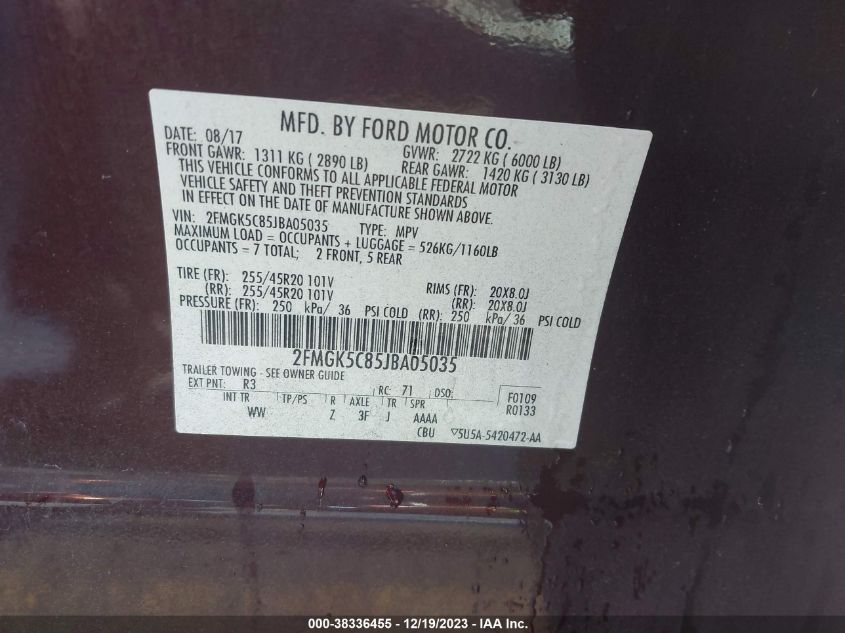 MFD. BY FORD MOTOR CO.
DATE: 08/17 GVWR: 2722 KG ( 6000 LB)
FRONT GAWR: 1311 KG ( 2890 LB) REAR GAWR: 1420 KG ( 3130 LB)
THIS VEHICLE CONFORMS TO ALL APPLICABLE FEDERAL MOTOR
VEHICLE SAFETY AND THEFT PREVENTION STANDARDS
IN EFFECT ON THE DATE OF MANUFACTURE SHOWN ABOVE.
VIN: 2FMGK5C85JBA05035 TYPE: MPV
MAXIMUM LOAD = OCCUPANTS + LUGGAGE = 526KG/1160LB
OCCUPANTS = 7 TOTAL; 2 FRONT, 5 REAR
TIRE (FR): 255/45R20 101V RIMS (FR): 20X8.0J
(RR): 255/45R20 101V (RR): 20X8.0J
PRESSURE (FR): 250 kPa/ 36 PSI COLD (RR): 250 kPa/ 36 PSI COLD
2FMGK5C85JBA05035
TRAILER TOWING - SEE OWNER GUIDE
EXT PNT: R3 RC: 71 DSO: F0109
INT TR TP/PS R AXLE TR SPR R0133
WW Z 3F J AAAA
CBU ▽5U5A-5420472-AA
000-38336455 - 12/19/2023 - IAAI.com